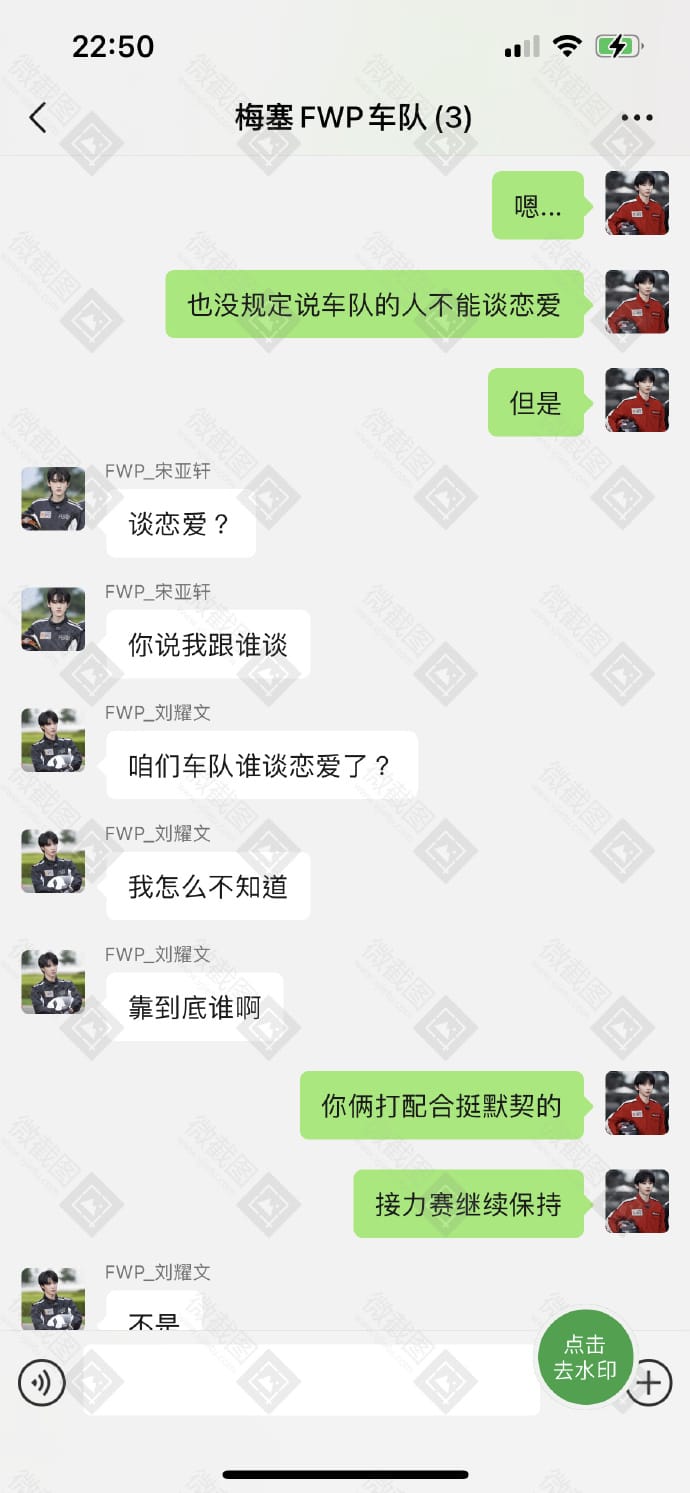 22:50
梅塞FWP车队(3)
嗯...
也没规定说车队的人不能谈恋爱
但是
FWP_宋亚轩
谈恋爱？
FWP_宋亚轩
你说我跟谁谈
FWP_刘耀文
咱们车队谁谈恋爱了？
FWP_刘耀文
我怎么不知道
FWP_刘耀文
靠到底谁啊
你俩打配合挺默契的
接力赛继续保持
FWP_刘耀文
不是
点击
去水印
微截图